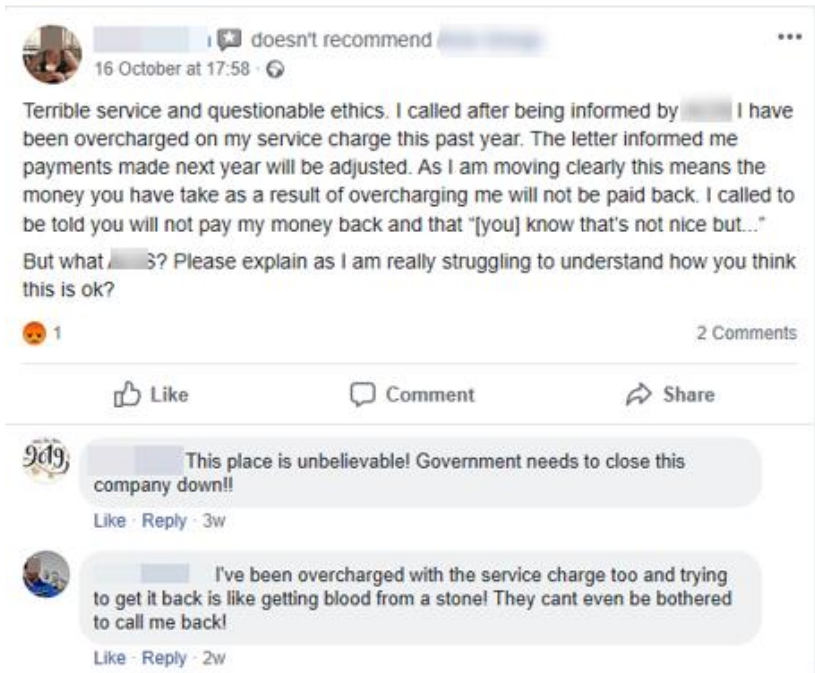 doesn't recommend
16 October at 17:58 ·
Terrible service and questionable ethics. I called after being informed by I have
been overcharged on my service charge this past year. The letter informed me
payments made next year will be adjusted. As I am moving clearly this means the
money you have take as a result of overcharging me will not be paid back. I called to
be told you will not pay my money back and that “[you] know that's not nice but...”
But what S? Please explain as I am really struggling to understand how you think
this is ok?
1
2 Comments
Like Comment Share
2019
This place is unbelievable! Government needs to close this
company down!!
Like · Reply · 3w
I've been overcharged with the service charge too and trying
to get it back is like getting blood from a stone! They cant even be bothered
to call me back!
Like · Reply · 2w